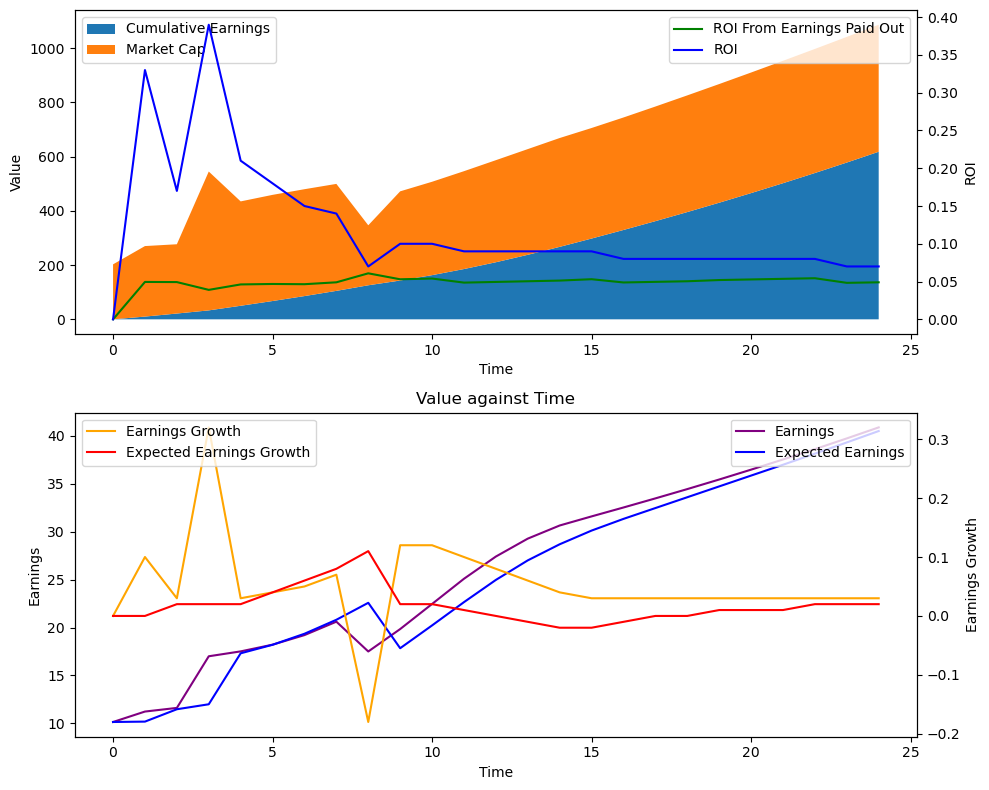 Cumulative Earnings
Market Cap
ROI From Earnings Paid Out
ROI
1000
800
600
400
200
0
Value
0.40
0.35
0.30
0.25
0.20
0.15
0.10
0.05
0.00
ROI
0 5 10 15 20 25
Time
Value against Time
Earnings Growth
Expected Earnings Growth
Earnings
Expected Earnings
40
35
30
25
20
15
10
Earnings
0.3
0.2
0.1
0.0
−0.1
−0.2
Earnings Growth
0 5 10 15 20 25
Time